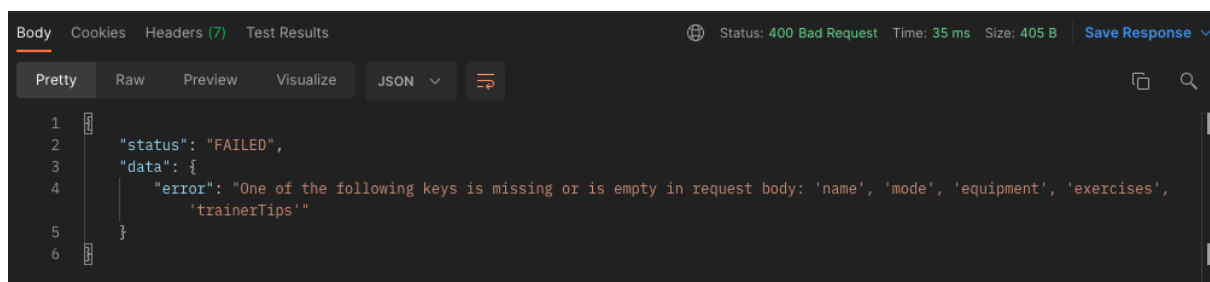 Body Cookies Headers (7) Test Results Status: 400 Bad Request Time: 35 ms Size: 405 B Save Response
Pretty Raw Preview Visualize JSON
1 {
2 "status": "FAILED",
3 "data": {
4 "error": "One of the following keys is missing or is empty in request body: 'name', 'mode', 'equipment', 'exercises',
'trainerTips'"
5 }
6 }